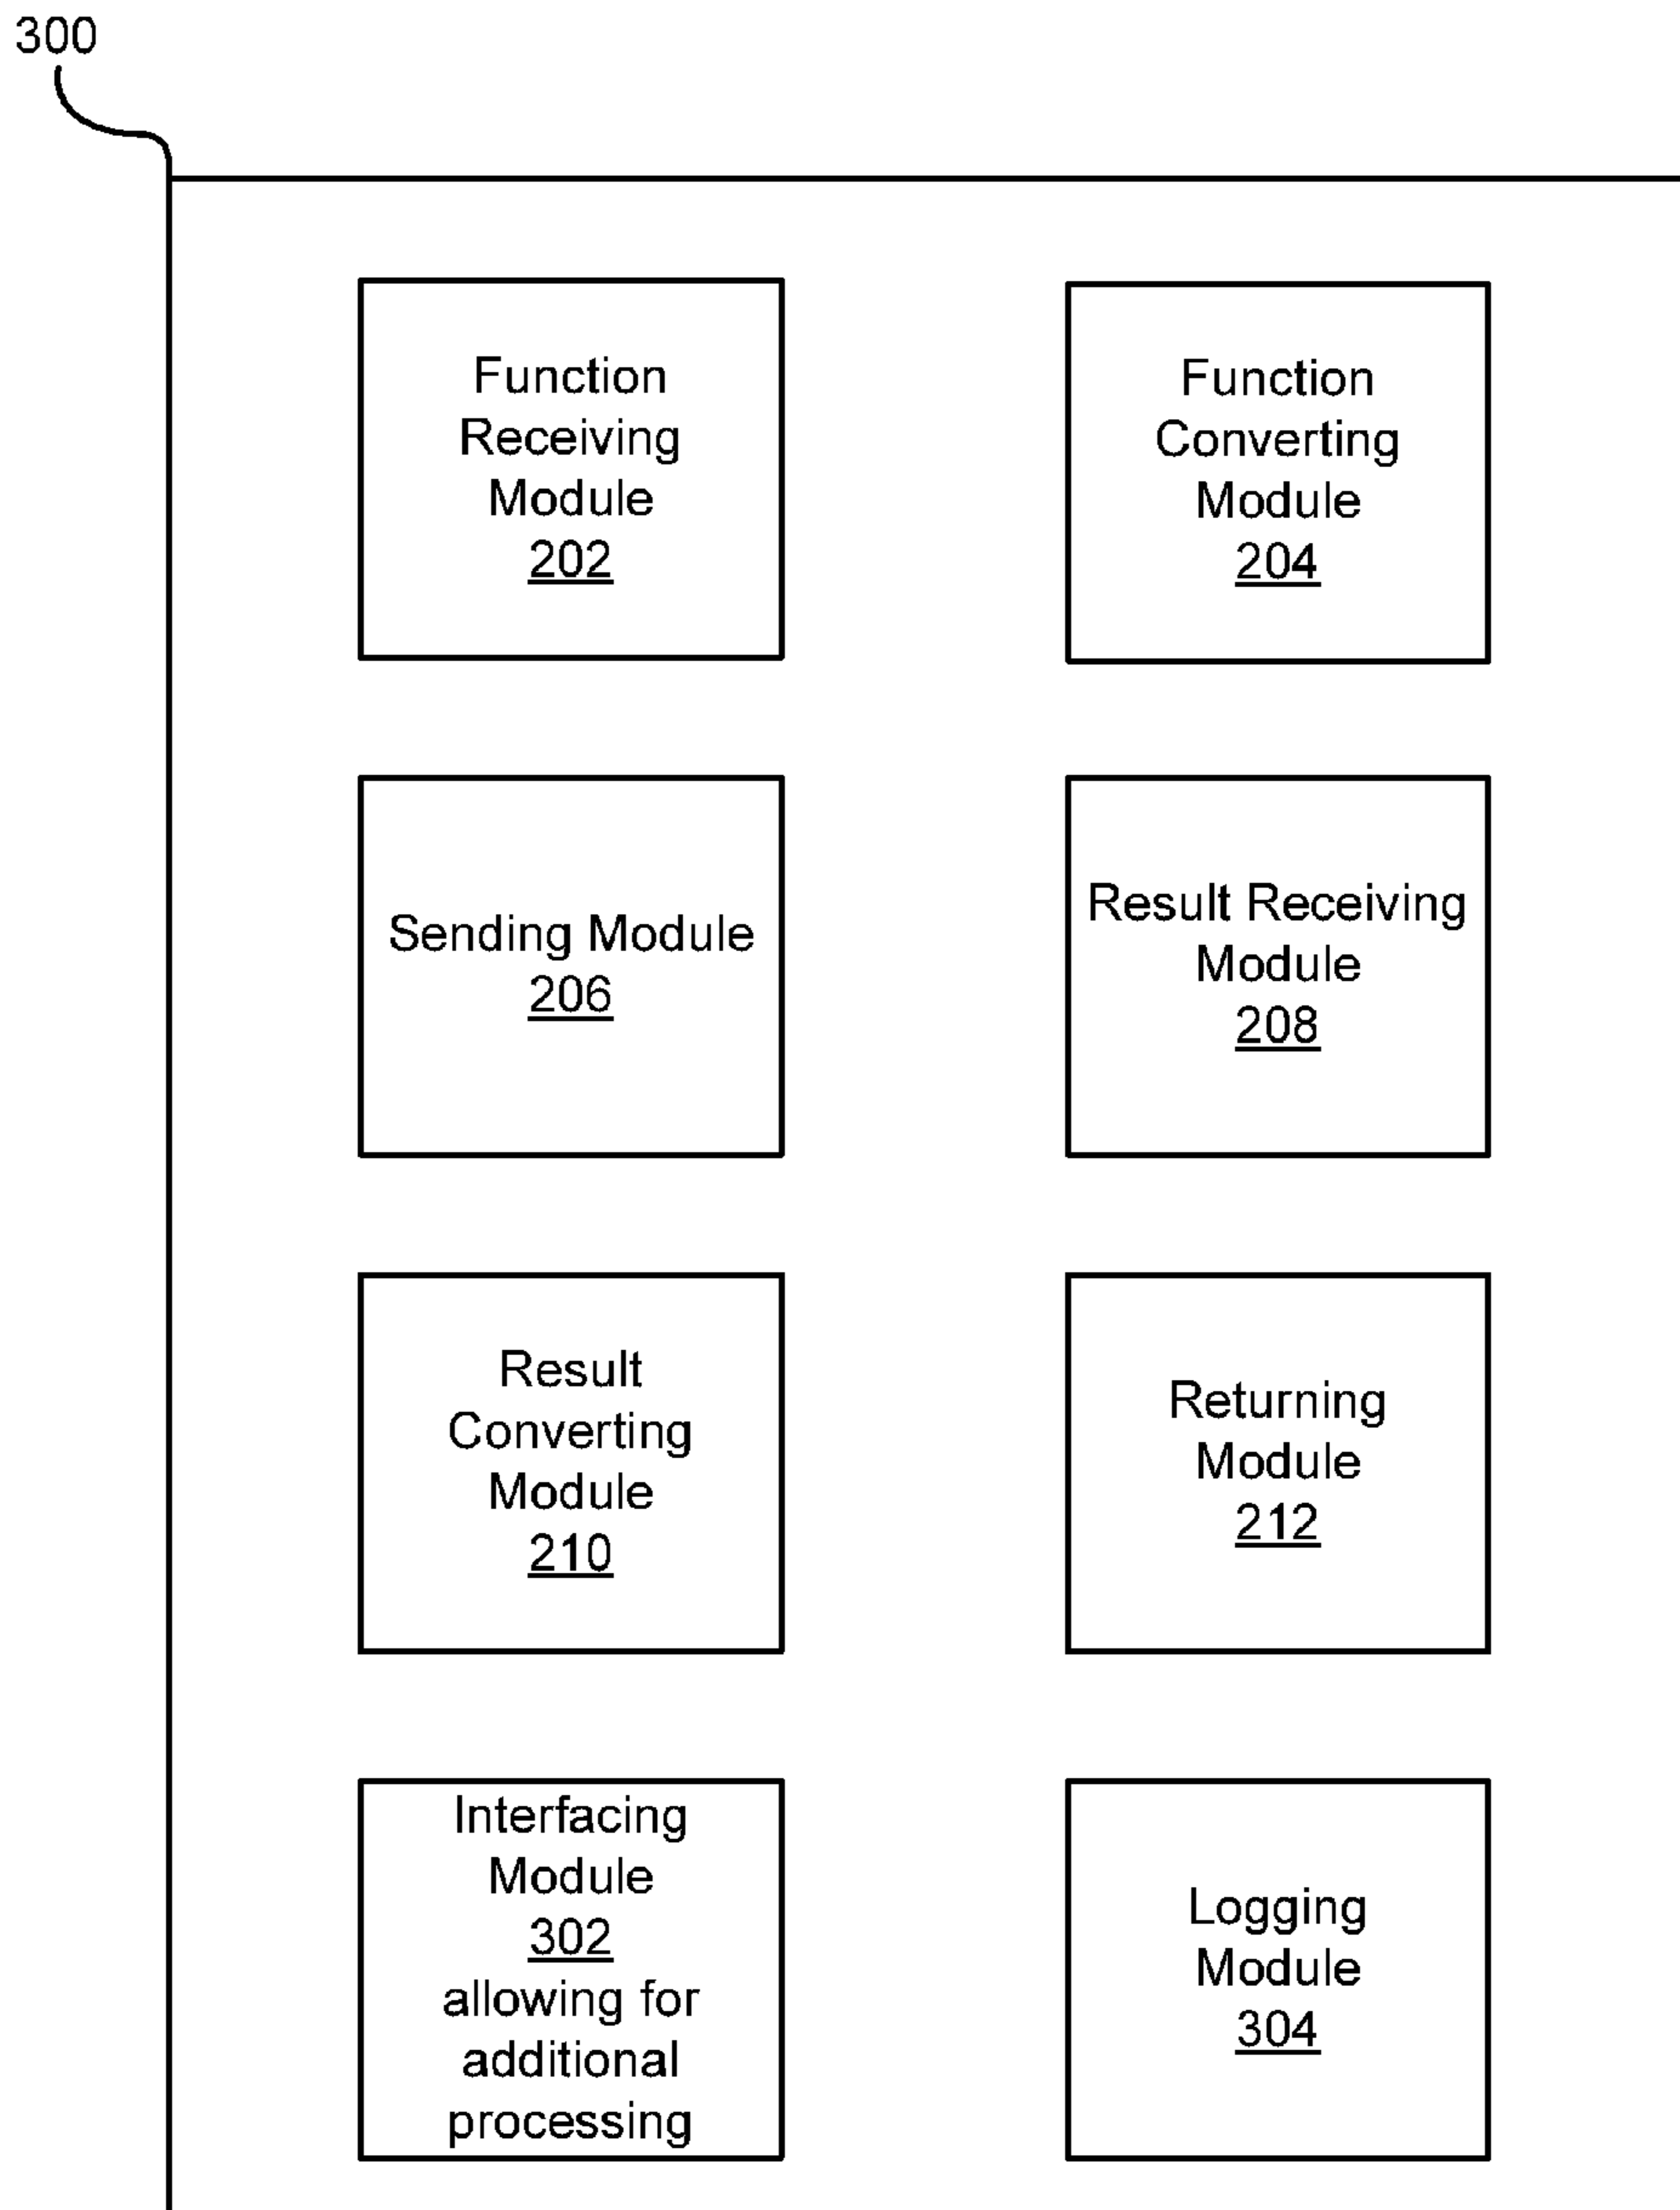 300
Function
Receiving
Module
202
Function
Converting
Module
204
Sending Module
206
Result Receiving
Module
208
Result
Converting
Module
210
Returning
Module
212
Interfacing
Module
302
allowing for
additional
processing
Logging
Module
304